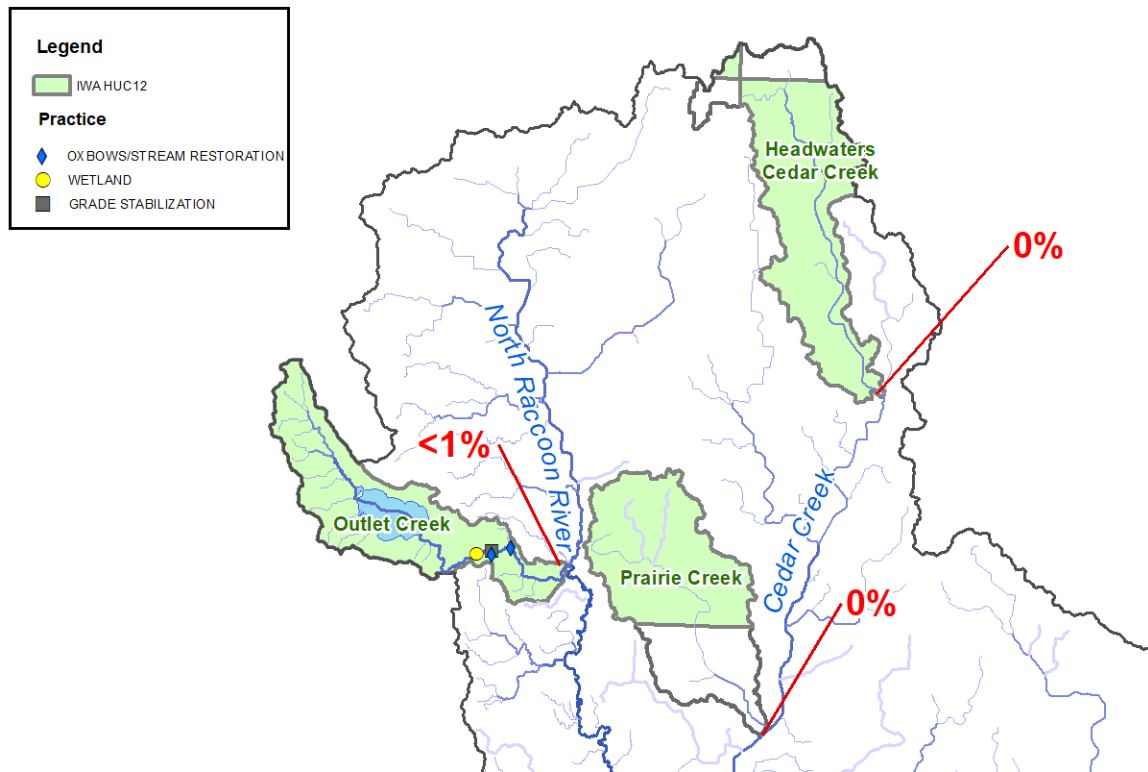 Legend
IWA HUC12
Practice
OXBOWS/STREAM RESTORATION
WETLAND
GRADE STABILIZATION
Headwaters
Cedar Creek
0%
North Raccoon River
<1%
Outlet Creek
Prairie Creek
Cedar Creek
0%